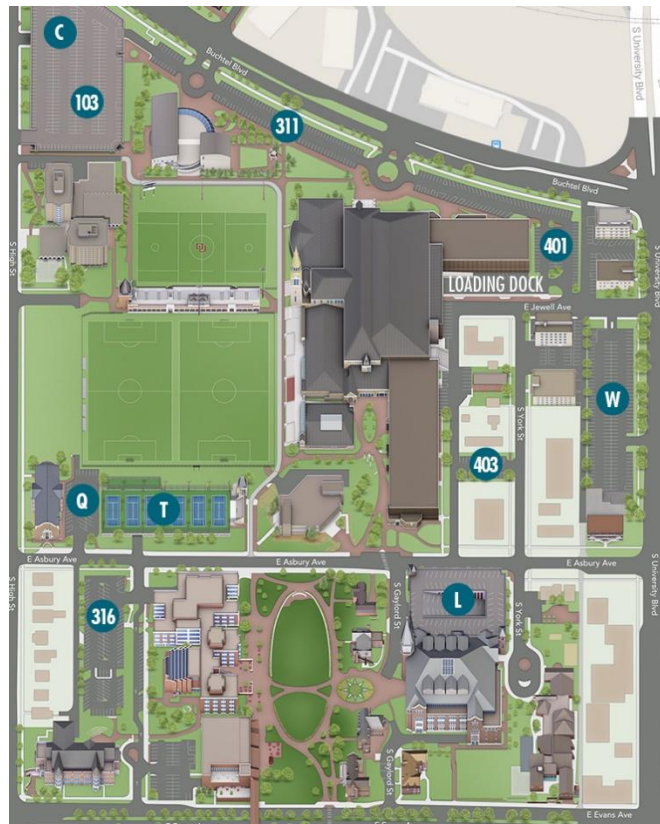 C
S University Blvd
Buchtel Blvd
103
311
Buchtel Blvd
S High St
401
S University Blvd
DU
LOADING DOCK
E Jewell Ave
W
S York St
403
Q
T
E Asbury Ave
E Asbury Ave
E Asbury Ave
S High St
S Gaylord St
L
S York St
S University Blvd
316
S Gaylord St
E Evans Ave